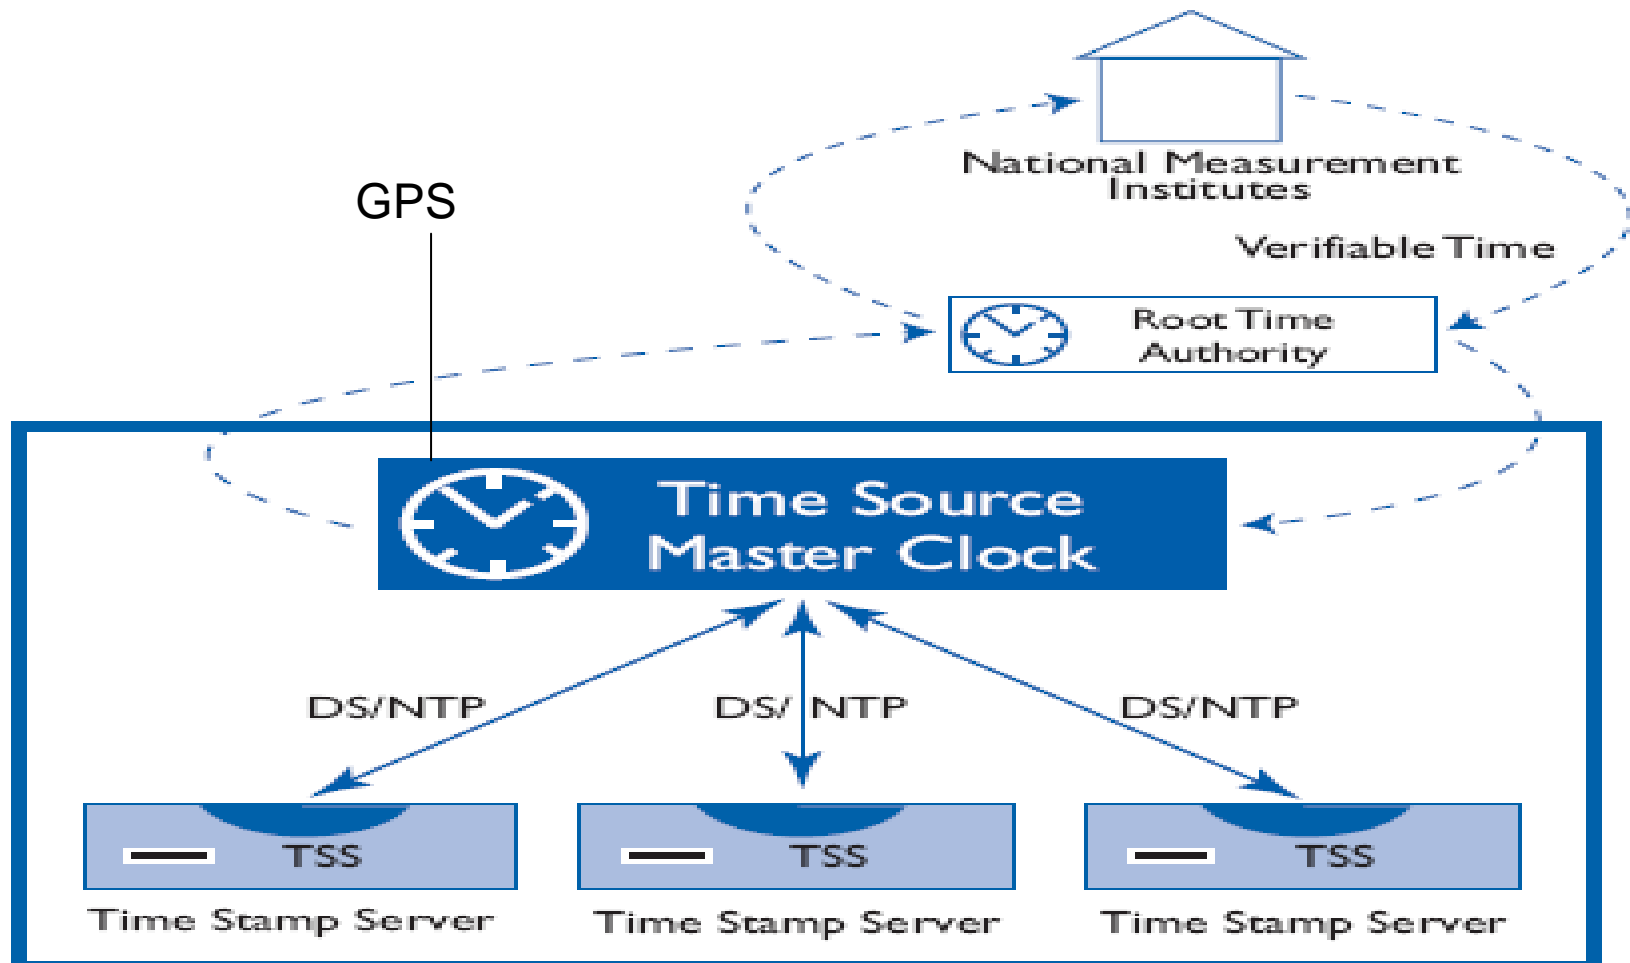 National Measurement
Institutes
GPS
Verifiable Time
Root Time
Authority
Time Source
Master Clock
DS/NTP
DS/ NTP
DS/NTP
TSS
TSS
TSS
Time Stamp Server
Time Stamp Server
Time Stamp Server